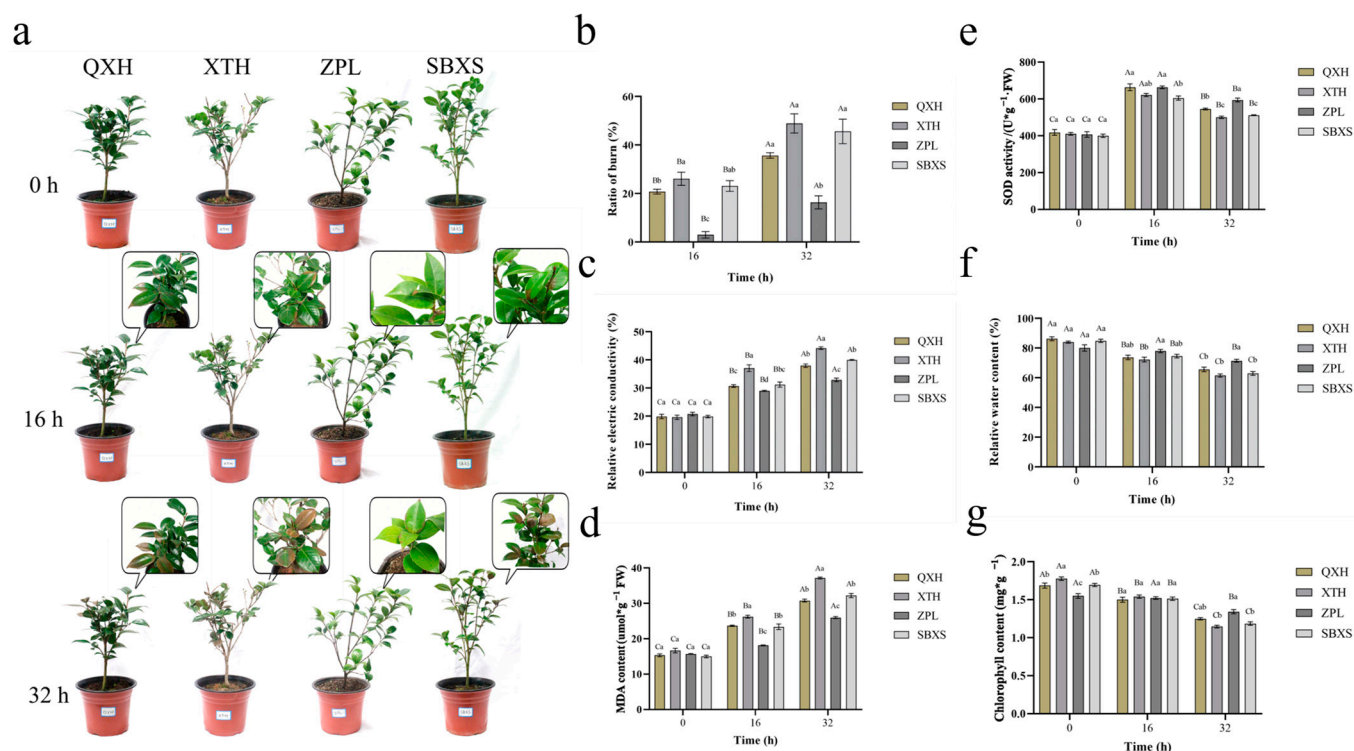 a
QXH XTH ZPL SBXS
0 h
16 h
32 h
b
Ratio of burn (%)
60
40
20
0
Bb Ba Bc Bab
Aa Aa Ab Aa
16 32
Time (h)
QXH
XTH
ZPL
SBXS
c
Relative electric conductivity (%)
50
40
30
20
10
0
Ca Ca Ca Ca
Bc Ba Bd Bbc
Ab Aa Ac Ab
0 16 32
Time (h)
QXH
XTH
ZPL
SBXS
d
MDA content(umol*g⁻¹ FW)
40
30
20
10
0
Ca Ca Ca Ca
Bb Ba Bc Bb
Ab Aa Ac Ab
0 16 32
Time (h)
QXH
XTH
ZPL
SBXS
e
SOD activity /(U*g⁻¹·FW)
800
600
400
200
0
Ca Ca Ca Ca
Aa Aab Aa Ab
Bb Bc Ba Bc
0 16 32
Time (h)
QXH
XTH
ZPL
SBXS
f
Relative water content (%)
100
80
60
40
20
0
Aa Aa Ca Aa
Bab Bb Aa Bab
Cb Cb Ba Cb
0 16 32
Time (h)
QXH
XTH
ZPL
SBXS
g
Chlorophyll content (mg*g⁻¹)
2.0
1.5
1.0
0.5
0.0
Ab Aa Ac Ab
Ba Ba Aa Ba
Cab Cb Ba Cb
0 16 32
Time (h)
QXH
XTH
ZPL
SBXS